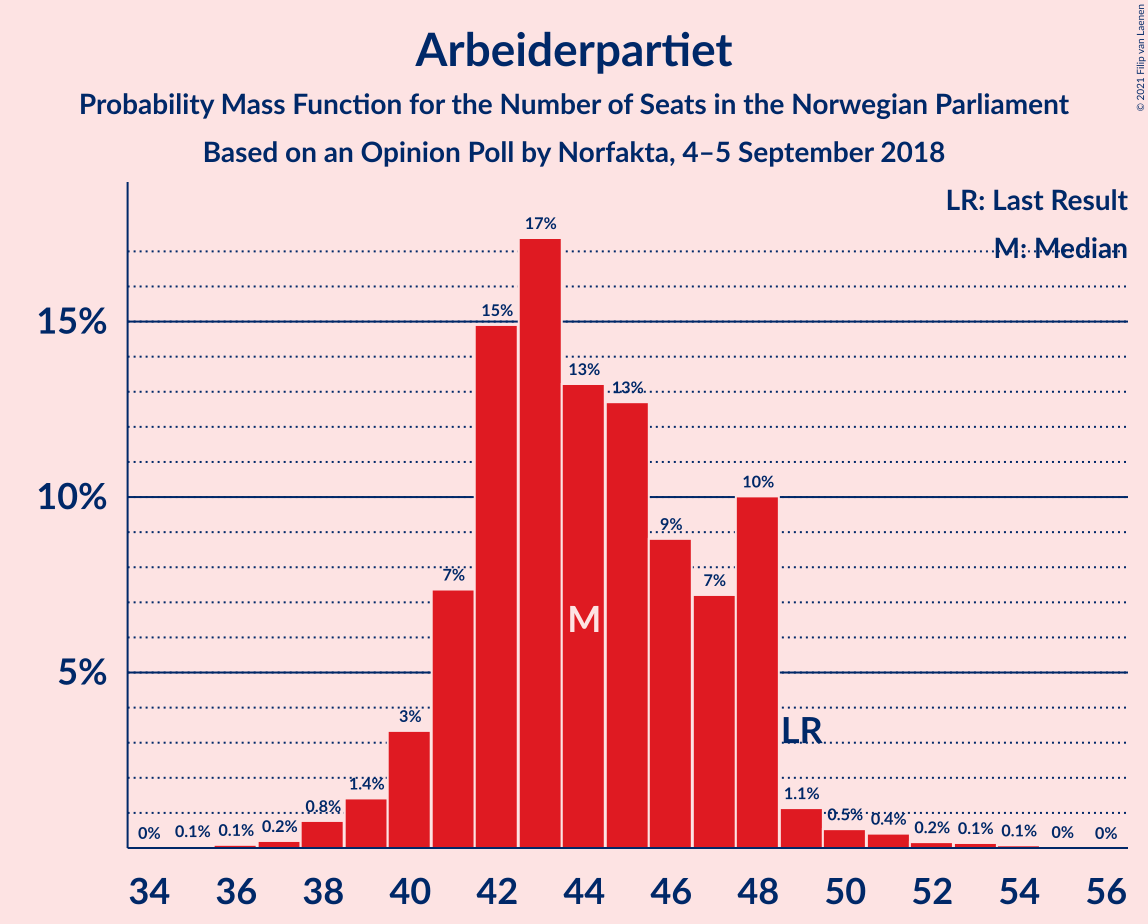 Arbeiderpartiet
Probability Mass Function for the Number of Seats in the Norwegian Parliament
Based on an Opinion Poll by Norfakta, 4–5 September 2018
© 2021 Filip van Laenen
LR: Last Result
M: Median
15%
10%
5%
0%
0.1%
0.1%
0.2%
0.8%
1.4%
3%
7%
15%
17%
13%
13%
9%
7%
10%
1.1%
0.5%
0.4%
0.2%
0.1%
0.1%
0%
0%
M
LR
34 36 38 40 42 44 46 48 50 52 54 56